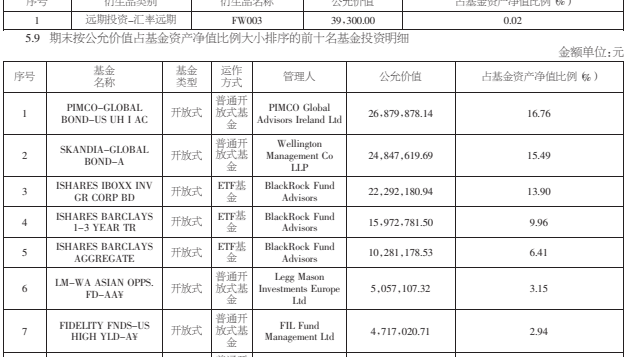 序号 衍生品类别 衍生品名称 公允价值 占基金资产净值比例（%）
1 远期投资-汇率远期 FW003 39,300.00 0.02
5.9 期末按公允价值占基金资产净值比例大小排序的前十名基金投资明细
金额单位:元
序号 基金名称 基金类型 运作方式 管理人 公允价值 占基金资产净值比例（%）
1 PIMCO-GLOBAL BOND-US UH I AC 开放式 普通开放式基金 PIMCO Global Advisors Ireland Ltd 26,879,878.14 16.76
2 SKANDIA-GLOBAL BOND-A 开放式 普通开放式基金 Wellington Management Co LLP 24,847,619.69 15.49
3 ISHARES IBOXX INV GR CORP BD 开放式 ETF基金 BlackRock Fund Advisors 22,292,180.94 13.90
4 ISHARES BARCLAYS 1-3 YEAR TR 开放式 ETF基金 BlackRock Fund Advisors 15,972,781.50 9.96
5 ISHARES BARCLAYS AGGREGATE 开放式 ETF基金 BlackRock Fund Advisors 10,281,178.53 6.41
6 LM-WA ASIAN OPPS. FD-AA¥ 开放式 普通开放式基金 Legg Mason Investments Europe Ltd 5,057,107.32 3.15
7 FIDELITY FNDS-US HIGH YLD-A¥ 开放式 普通开放式基金 FIL Fund Management Ltd 4,717,020.71 2.94